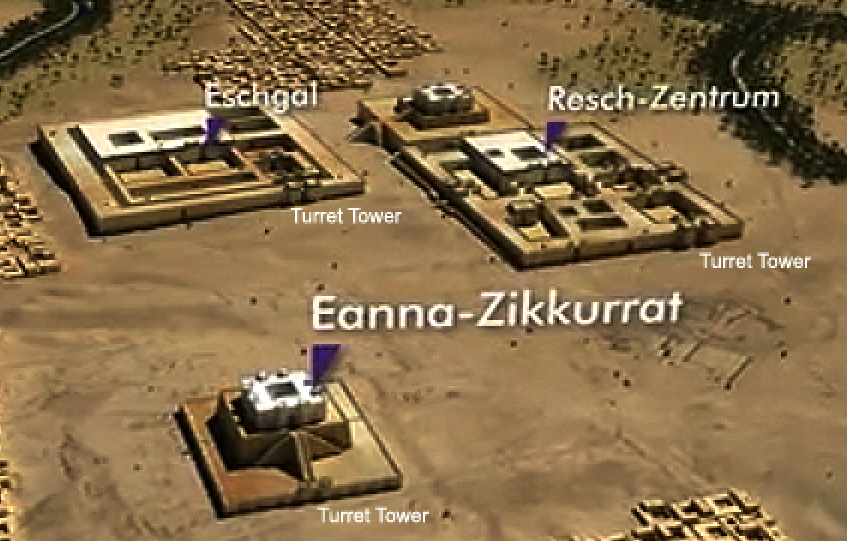 Eschgal
Resch-Zentrum
Turret Tower
Turret Tower
Eanna-Zikkurrat
Turret Tower